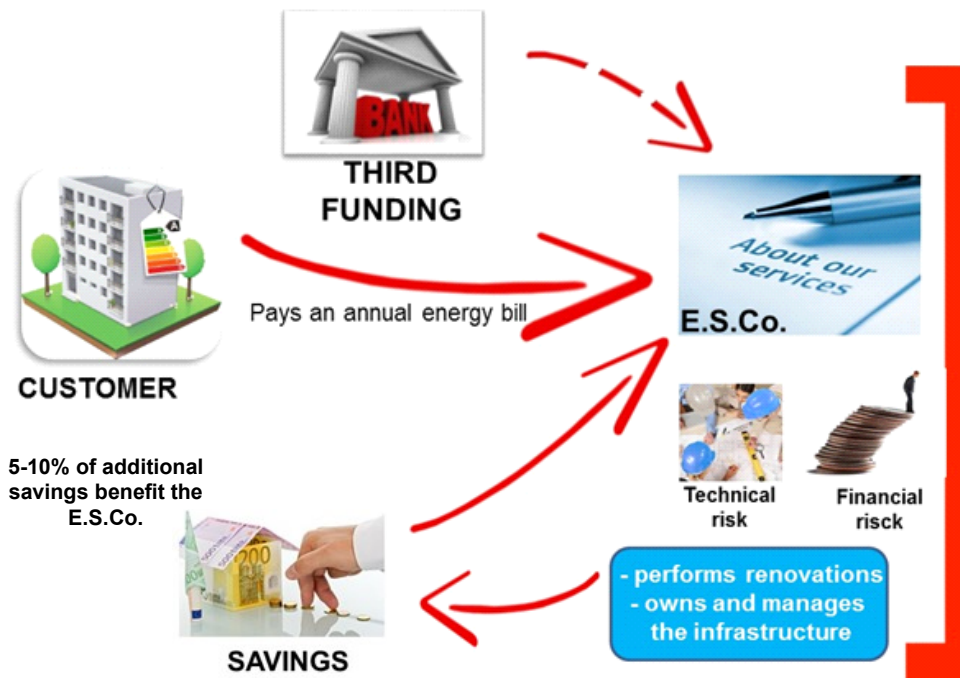 BANK
THIRD
FUNDING
A
About our
services
E.S.Co.
Pays an annual energy bill
CUSTOMER
5-10% of additional
savings benefit the
E.S.Co.
500
200
Technical
risk
Financial
risck
- performs renovations
- owns and manages
the infrastructure
SAVINGS